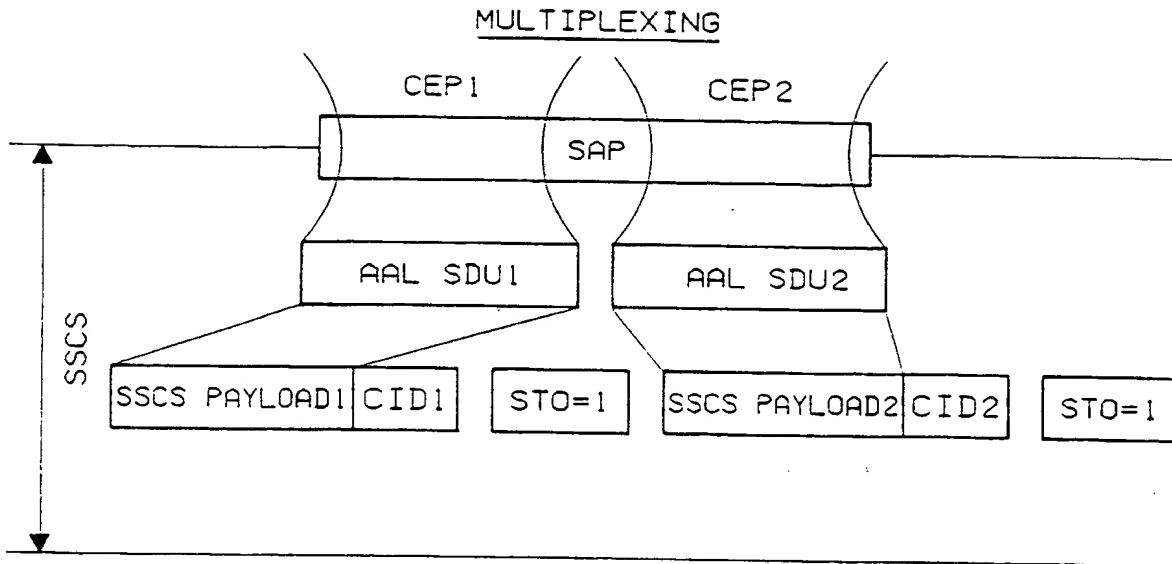 MULTIPLEXING
CEP1 CEP2
SAP
AAL SDU1 AAL SDU2
SSCS
SSCS PAYLOAD1 CID1 STO=1 SSCS PAYLOAD2 CID2 STO=1